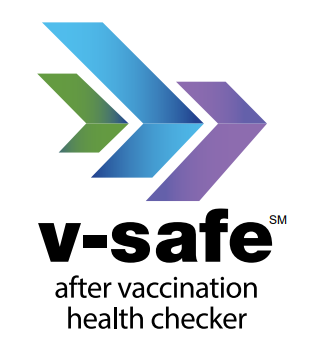 v-safe℠
after vaccination
health checker